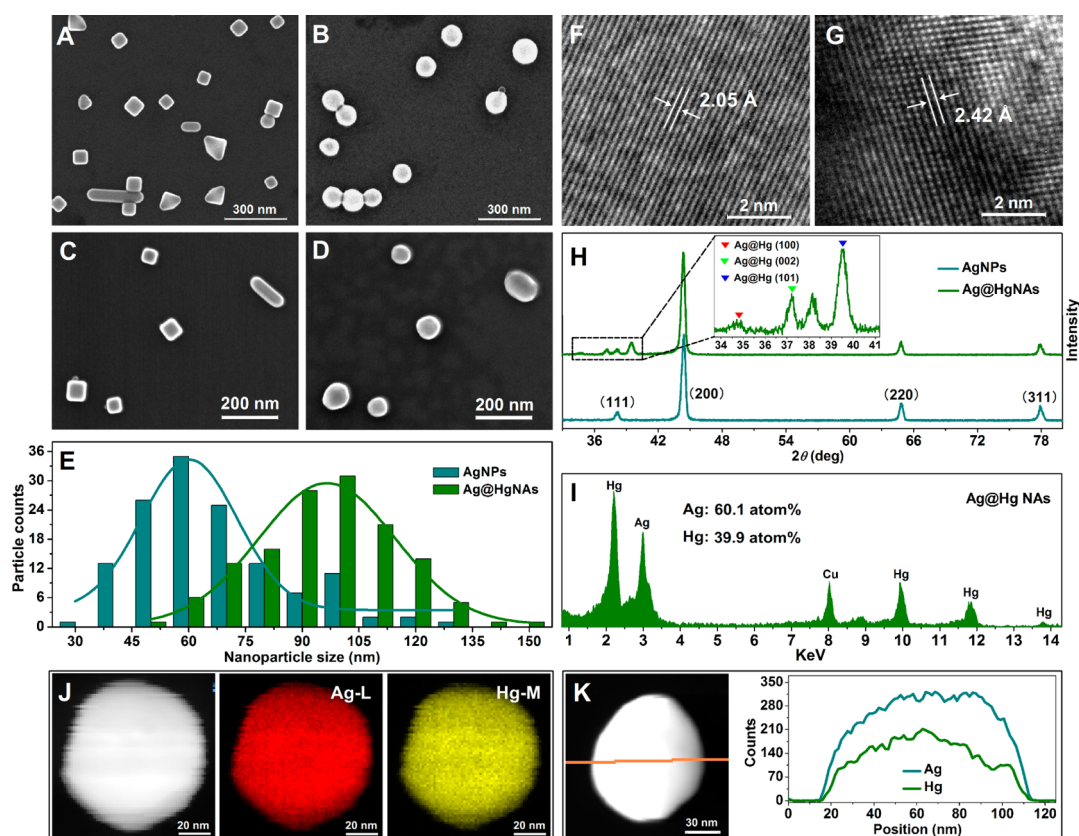 A
300 nm
B
300 nm
C
200 nm
D
200 nm
F
2.05 Å
2 nm
G
2.42 Å
2 nm
E
AgNPs
Ag@HgNAs
Particle counts
36
30
24
18
12
6
0
30 45 60 75 90 105 120 135 150
Nanoparticle size (nm)
H
Ag@Hg (100)
Ag@Hg (002)
Ag@Hg (101)
34 35 36 37 38 39 40 41
AgNPs
Ag@HgNAs
Intensity
(111)
(200)
(220)
(311)
36 42 48 54 60 66 72 78
2θ (deg)
I
Hg
Ag
Ag: 60.1 atom%
Hg: 39.9 atom%
Ag@Hg NAs
Cu
Hg
Hg
Hg
1 2 3 4 5 6 7 8 9 10 11 12 13 14
KeV
J
20 nm
Ag-L
20 nm
Hg-M
20 nm
K
30 nm
Counts
350
280
210
140
70
0
Ag
Hg
0 20 40 60 80 100 120
Position (nm)